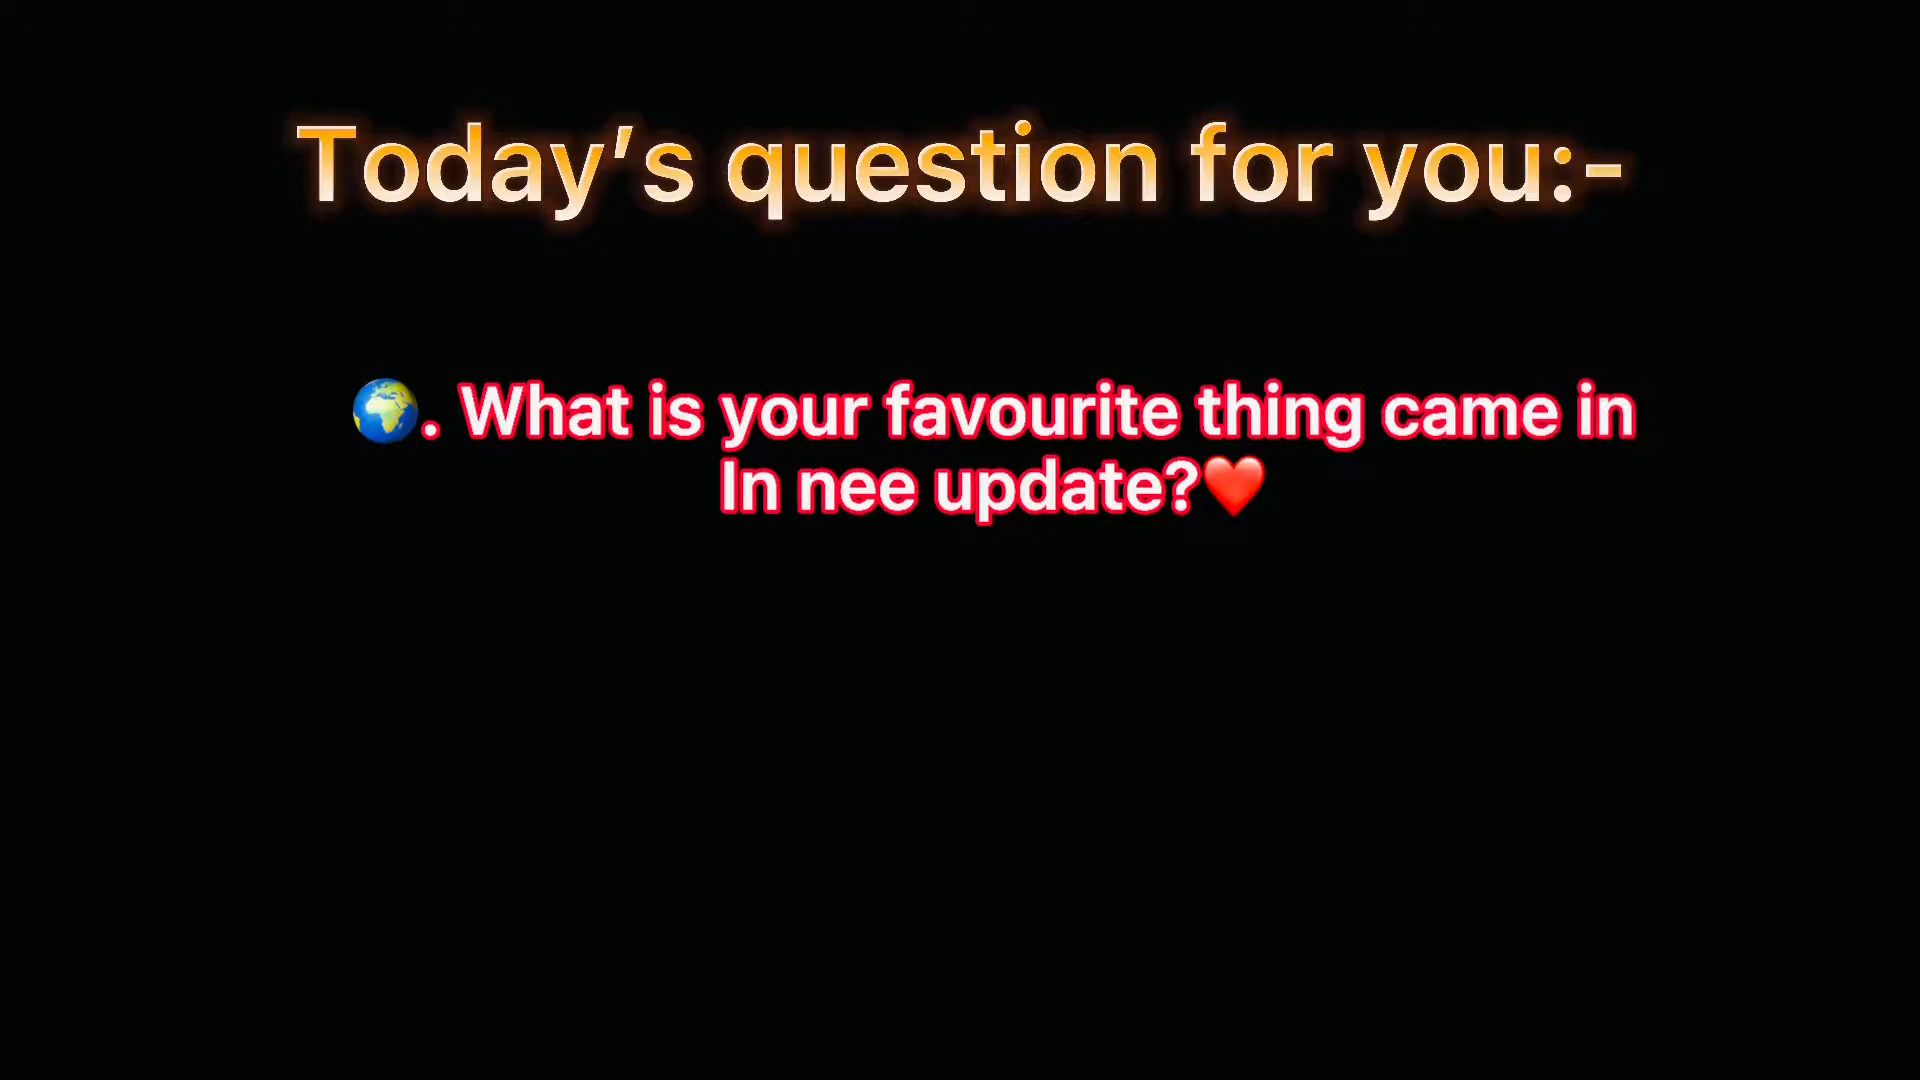 Today's question for you:-
🌍. What is your favourite thing came in
In nee update?❤️